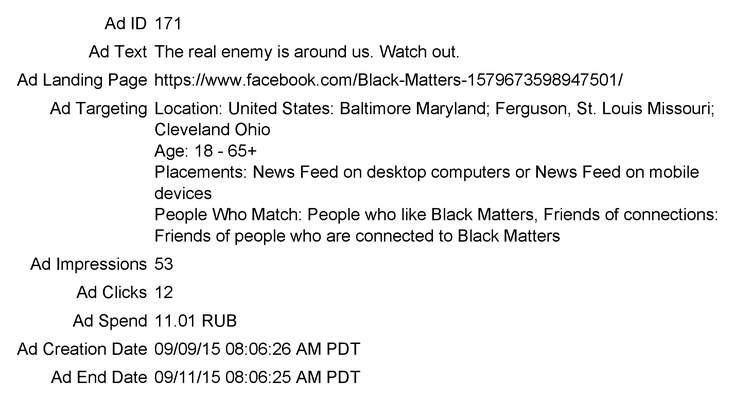 Ad ID 171
Ad Text The real enemy is around us. Watch out.
Ad Landing Page https://www.facebook.com/Black-Matters-1579673598947501/
Ad Targeting Location: United States: Baltimore Maryland; Ferguson, St. Louis Missouri;
Cleveland Ohio
Age: 18 - 65+
Placements: News Feed on desktop computers or News Feed on mobile
devices
People Who Match: People who like Black Matters, Friends of connections:
Friends of people who are connected to Black Matters
Ad Impressions 53
Ad Clicks 12
Ad Spend 11.01 RUB
Ad Creation Date 09/09/15 08:06:26 AM PDT
Ad End Date 09/11/15 08:06:25 AM PDT